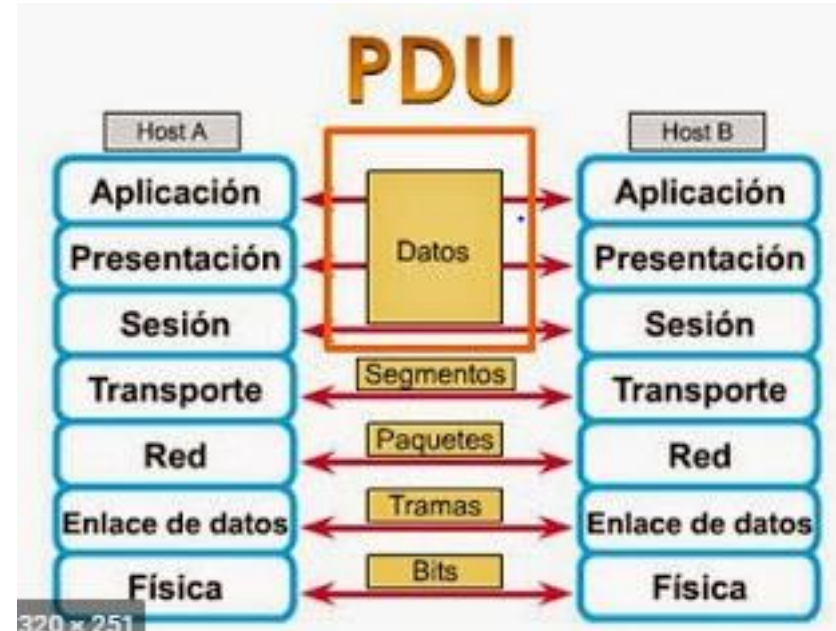 PDU
Host A
Host B
Aplicación
Aplicación
Presentación
Datos
Presentación
Sesión
Sesión
Transporte
Segmentos
Transporte
Red
Paquetes
Red
Enlace de datos
Tramas
Enlace de datos
Física
Bits
Física
320 × 251